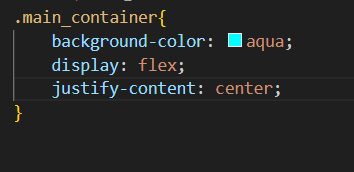 .main_container{
    background-color: aqua;
    display: flex;
    justify-content: center;
}